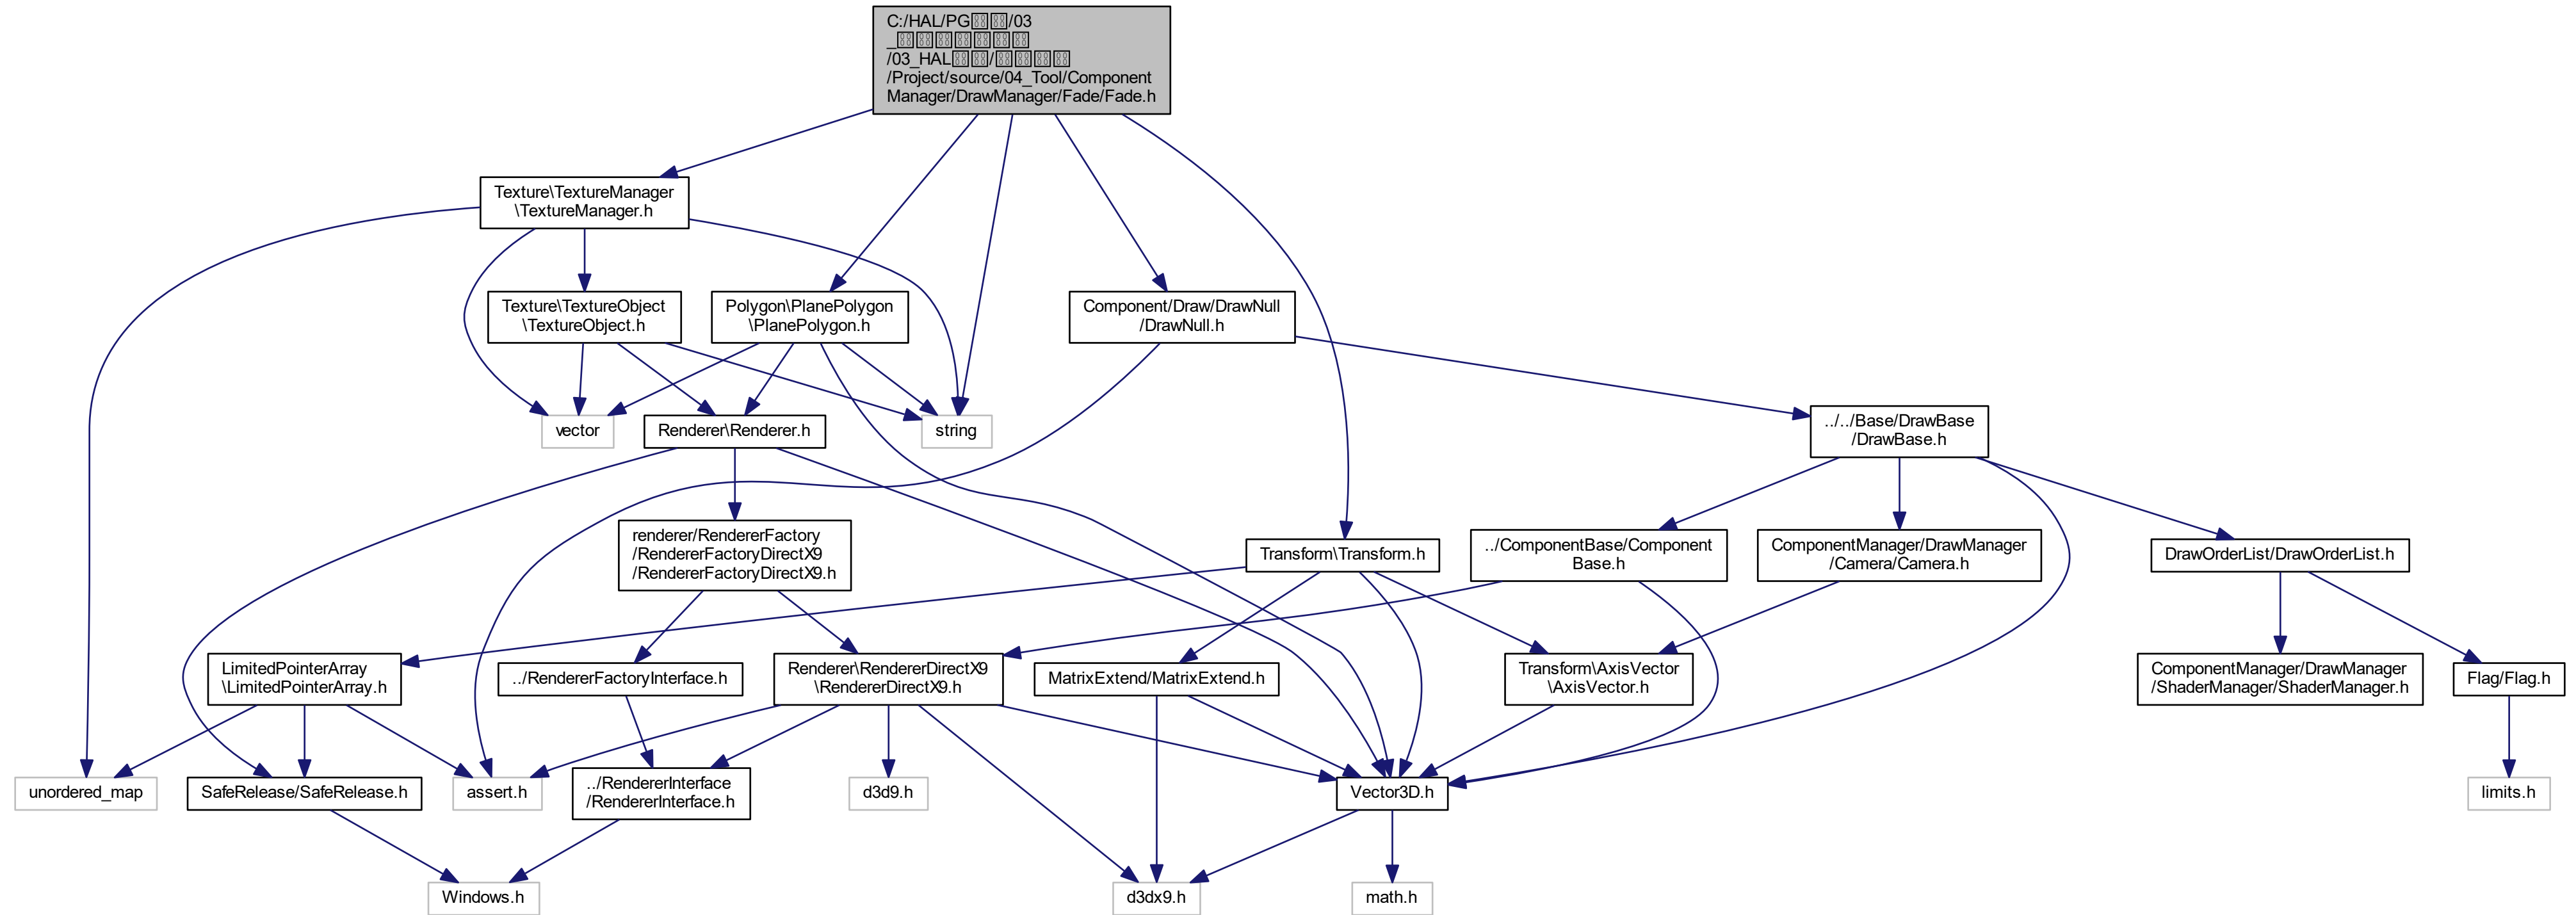 C:/HAL/PG/03
_
/03_HAL/
/Project/source/04_Tool/Component
Manager/DrawManager/Fade/Fade.h
Texture\TextureManager
\TextureManager.h
Texture\TextureObject
\TextureObject.h
Polygon\PlanePolygon
\PlanePolygon.h
Component/Draw/DrawNull
/DrawNull.h
vector
Renderer\Renderer.h
string
../../Base/DrawBase
/DrawBase.h
renderer/RendererFactory
/RendererFactoryDirectX9
/RendererFactoryDirectX9.h
Transform\Transform.h
../ComponentBase/Component
Base.h
ComponentManager/DrawManager
/Camera/Camera.h
DrawOrderList/DrawOrderList.h
LimitedPointerArray
\LimitedPointerArray.h
../RendererFactoryInterface.h
Renderer\RendererDirectX9
\RendererDirectX9.h
MatrixExtend/MatrixExtend.h
Transform\AxisVector
\AxisVector.h
ComponentManager/DrawManager
/ShaderManager/ShaderManager.h
Flag/Flag.h
unordered_map
SafeRelease/SafeRelease.h
assert.h
../RendererInterface
/RendererInterface.h
d3d9.h
Vector3D.h
limits.h
Windows.h
d3dx9.h
math.h